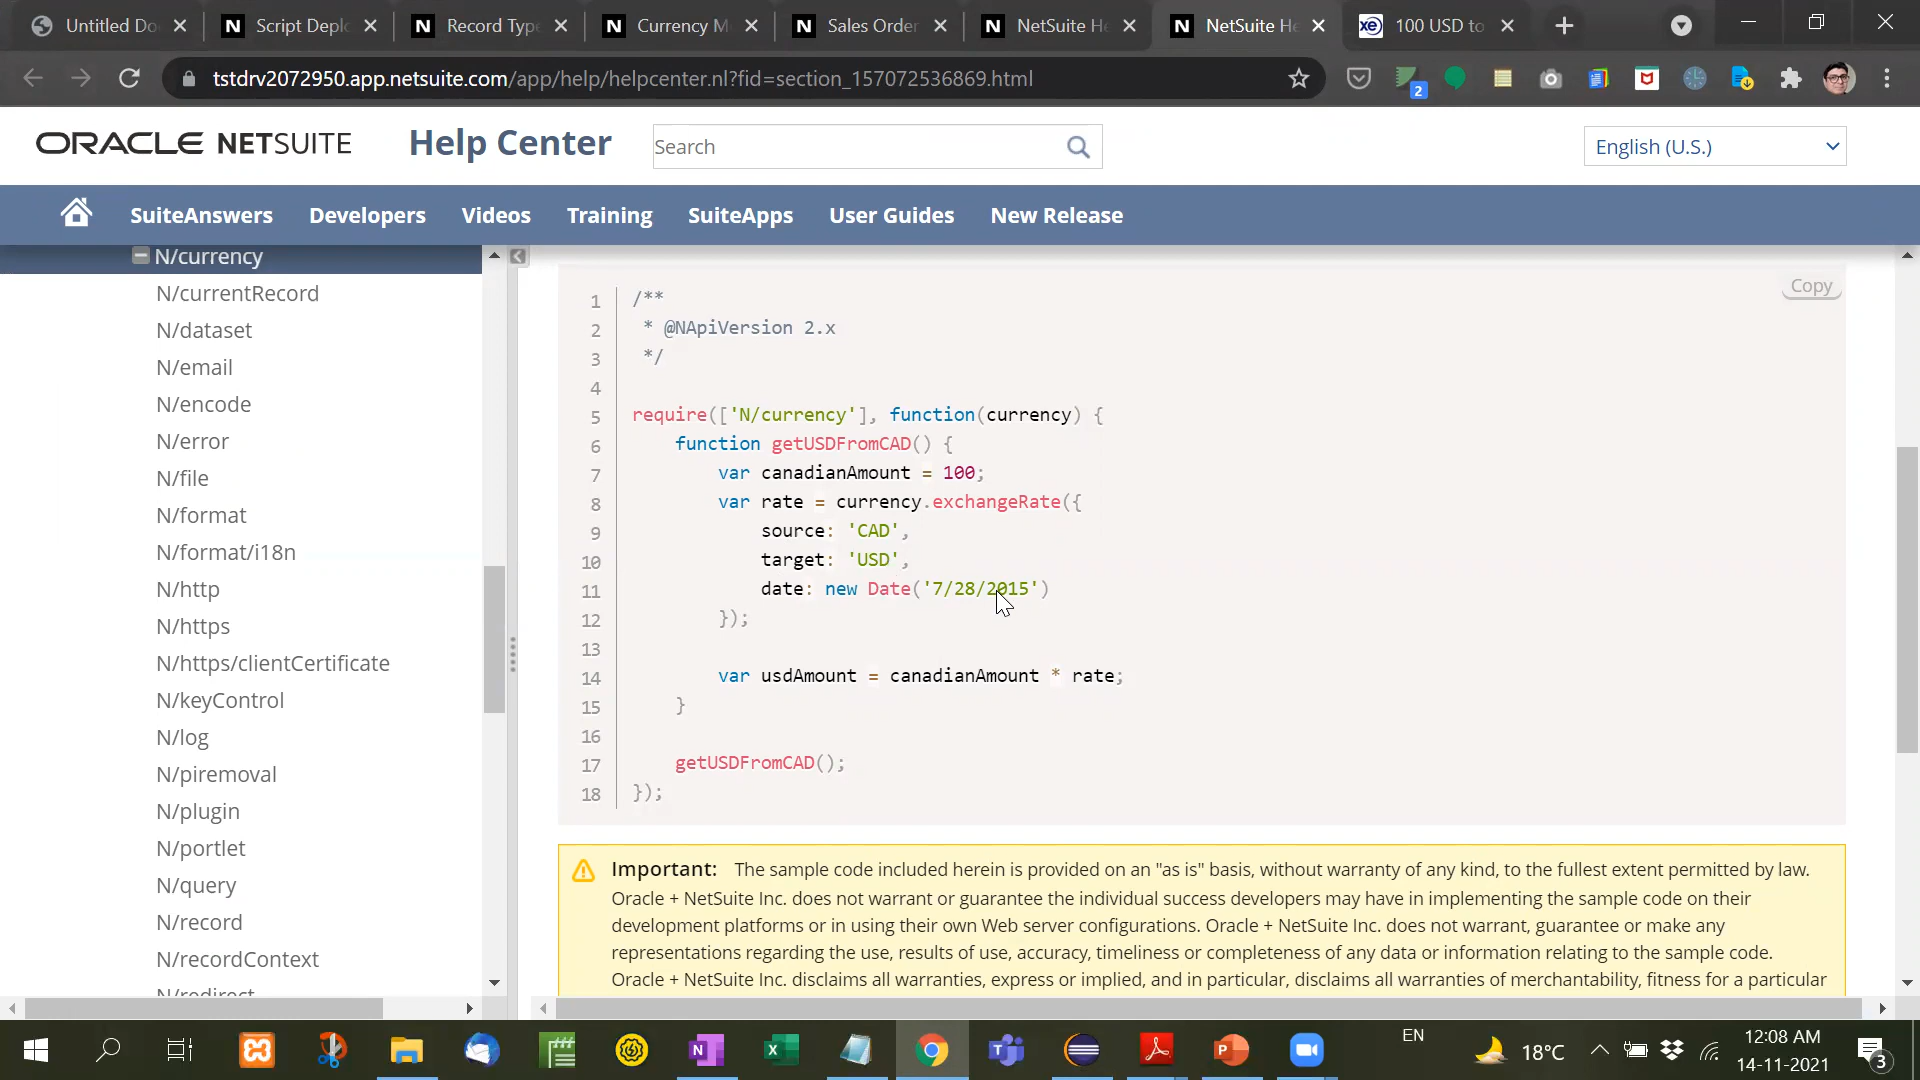 Untitled Do
Script Deplo
Record Type
Currency M
Sales Order
NetSuite He
NetSuite He
xe 100 USD to
tstdrv2072950.app.netsuite.com/app/help/helpcenter.nl?fid=section_157072536869.html
2
ORACLE NETSUITE
Help Center
Search
English (U.S.)
SuiteAnswers
Developers
Videos
Training
SuiteApps
User Guides
New Release
N/currency
N/currentRecord
N/dataset
N/email
N/encode
N/error
N/file
N/format
N/format/i18n
N/http
N/https
N/https/clientCertificate
N/keyControl
N/log
N/piremoval
N/plugin
N/portlet
N/query
N/record
N/recordContext
N/redirect
Copy
1 /**
2 * @NApiVersion 2.x
3 */
4
5 require(['N/currency'], function(currency) {
6 function getUSDFromCAD() {
7 var canadianAmount = 100;
8 var rate = currency.exchangeRate({
9 source: 'CAD',
10 target: 'USD',
11 date: new Date('7/28/2015')
12 });
13
14 var usdAmount = canadianAmount * rate;
15 }
16
17 getUSDFromCAD();
18 });
Important: The sample code included herein is provided on an "as is" basis, without warranty of any kind, to the fullest extent permitted by law.
Oracle + NetSuite Inc. does not warrant or guarantee the individual success developers may have in implementing the sample code on their
development platforms or in using their own Web server configurations. Oracle + NetSuite Inc. does not warrant, guarantee or make any
representations regarding the use, results of use, accuracy, timeliness or completeness of any data or information relating to the sample code.
Oracle + NetSuite Inc. disclaims all warranties, express or implied, and in particular, disclaims all warranties of merchantability, fitness for a particular
EN
18°C
12:08 AM
14-11-2021
3